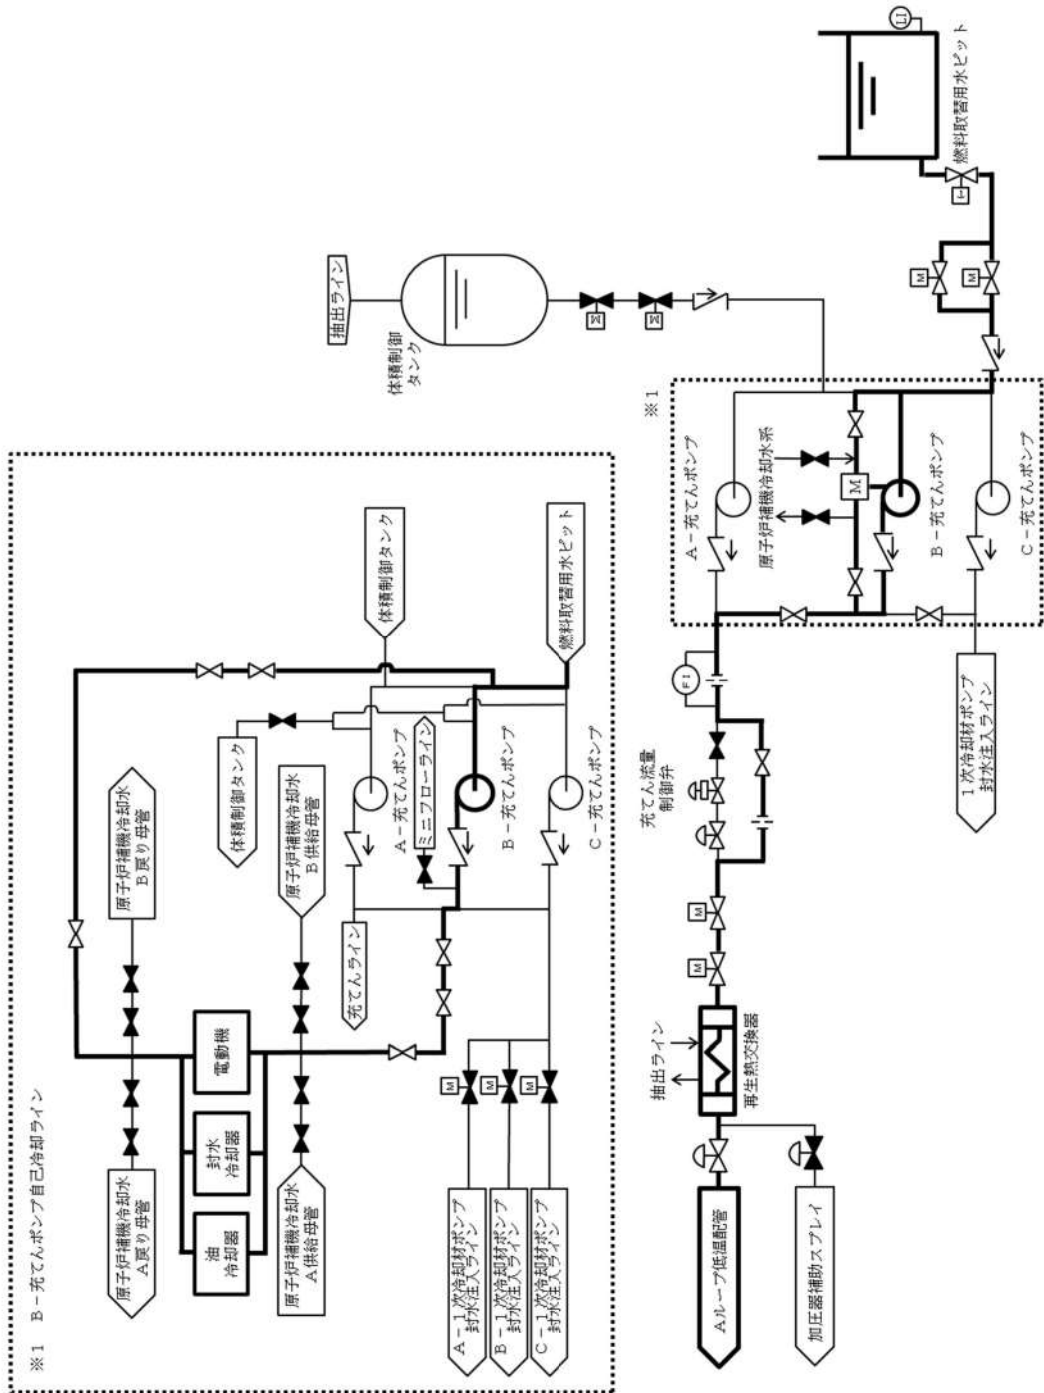 ※1　B－充てんポンプ自己冷却ライン
原子炉補機冷却水
A戻り母管
原子炉補機冷却水
B戻り母管
油
冷却器
封水
冷却器
電動機
原子炉補機冷却水
A供給母管
原子炉補機冷却水
B供給母管
体積制御タンク
体積制御タンク
充てんライン
A－充てんポンプ
ミニフローライン
B－充てんポンプ
燃料取替用水ピット
C－充てんポンプ
M
M
M
A－1次冷却材ポンプ
封水注入ライン
B－1次冷却材ポンプ
封水注入ライン
C－1次冷却材ポンプ
封水注入ライン
抽出ライン
体積制御
タンク
M
M
LI
燃料取替用水ピット
M
M
※1
A－充てんポンプ
原子炉補機冷却水系
M
B－充てんポンプ
C－充てんポンプ
1次冷却材ポンプ
封水注入ライン
FI
充てん流量
制御弁
M
M
抽出ライン
再生熱交換器
Aループ低温配管
加圧器補助スプレイ